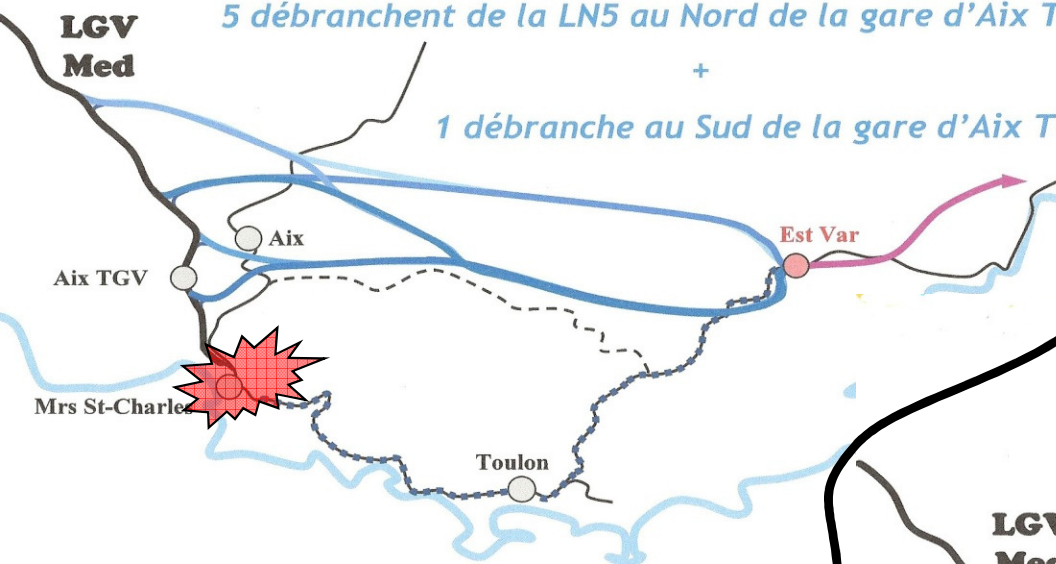 5 débranchent de la LN5 au Nord de la gare d'Aix T
LGV
Med
+
1 débranche au Sud de la gare d'Aix T
Aix
Est Var
Aix TGV
Mrs St-Charles
Toulon
LGV
Med